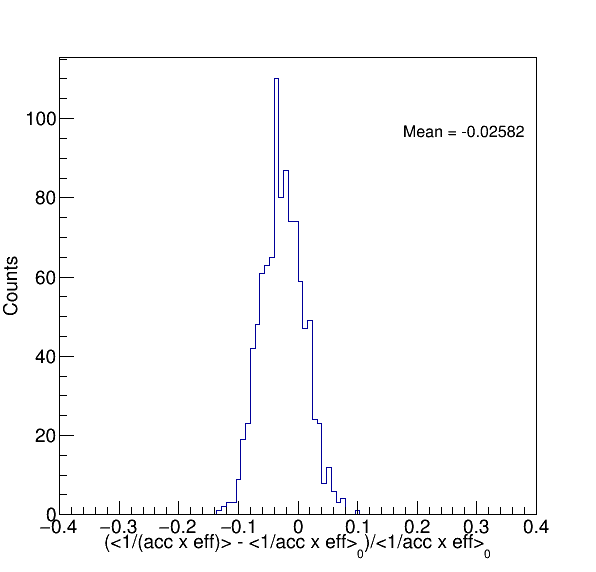 Mean = -0.02582
Counts
100
80
60
40
20
0
−0.4 −0.3 −0.2 −0.1 0 0.1 0.2 0.3 0.4
(<1/(acc x eff)> - <1/acc x eff>0)/<1/acc x eff>0